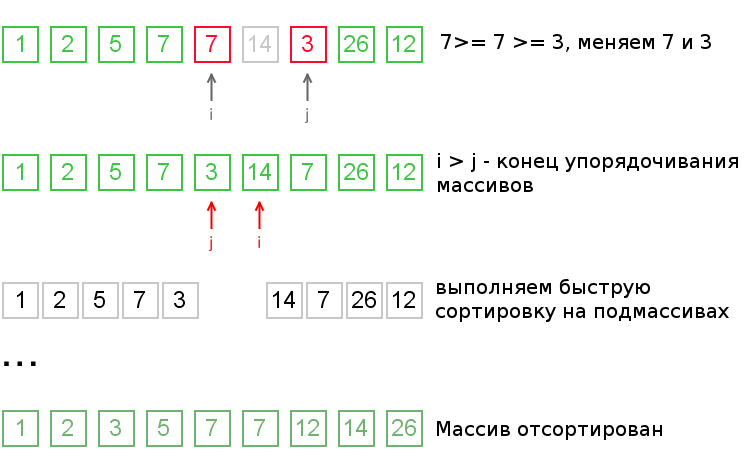 1 2 5 7 7 14 3 26 12 7>= 7 >= 3, меняем 7 и 3
i j
1 2 5 7 3 14 7 26 12 i > j - конец упорядочивания
массивов
j i
1 2 5 7 3 14 7 26 12 выполняем быструю
сортировку на подмассивах
...
1 2 3 5 7 7 12 14 26 Массив отсортирован